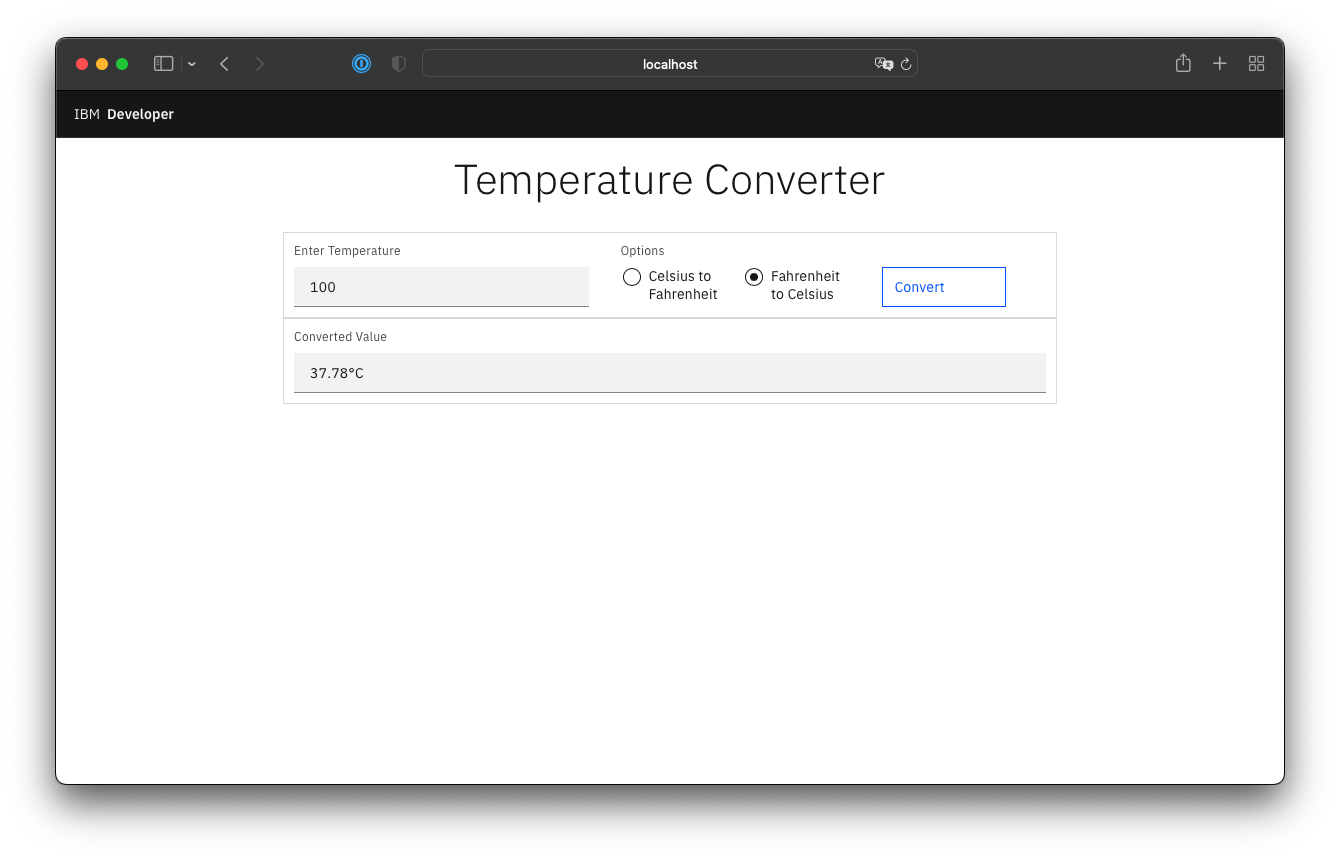 localhost
IBM Developer
Temperature Converter
Enter Temperature
Options
100
Celsius to
Fahrenheit
Fahrenheit
to Celsius
Convert
Converted Value
37.78°C